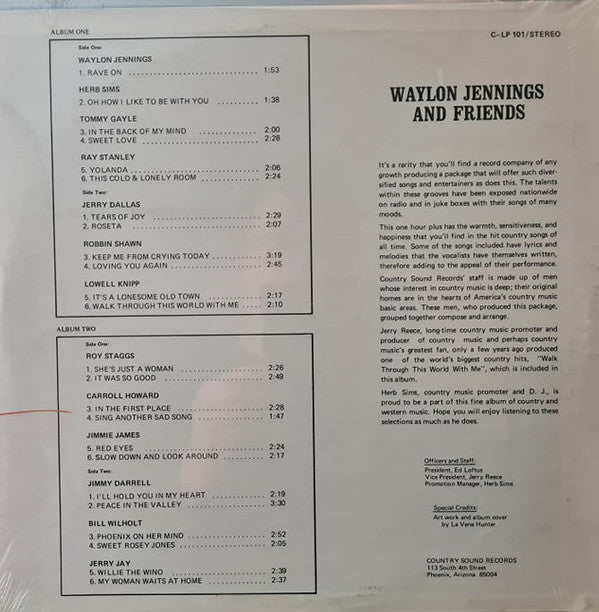 ALBUM ONE
C-LP 101/STEREO
Side One:
WAYLON JENNINGS
1. RAVE ON 1:53
HERB SIMS
2. OH HOW I LIKE TO BE WITH YOU 1:38
TOMMY GAYLE
3. IN THE BACK OF MY MIND 2:00
4. SWEET LOVE 2:28
RAY STANLEY
5. YOLANDA 2:06
6. THIS COLD & LONELY ROOM 2:24
Side Two:
JERRY DALLAS
1. TEARS OF JOY 2:29
2. ROSETA 2:07
ROBBIN SHAWN
3. KEEP ME FROM CRYING TODAY 3:19
4. LOVING YOU AGAIN 2:45
LOWELL KNIPP
5. IT'S A LONESOME OLD TOWN 2:17
6. WALK THROUGH THIS WORLD WITH ME 2:10
ALBUM TWO
Side One:
ROY STAGGS
1. SHE'S JUST A WOMAN 2:26
2. IT WAS SO GOOD 2:49
CARROLL HOWARD
3. IN THE FIRST PLACE 2:28
4. SING ANOTHER SAD SONG 1:47
JIMMIE JAMES
5. RED EYES 2:24
6. SLOW DOWN AND LOOK AROUND 2:17
Side Two:
JIMMY DARRELL
1. I'LL HOLD YOU IN MY HEART 2:19
2. PEACE IN THE VALLEY 3:30
BILL WILHOLT
3. PHOENIX ON HER MIND 2:52
4. SWEET ROSEY JONES 2:05
JERRY JAY
5. WILLIE THE WINO 2:39
6. MY WOMAN WAITS AT HOME 2:37
WAYLON JENNINGS
AND FRIENDS
It's a rarity that you'll find a record company of any
growth producing a package that will offer such diver-
sified songs and entertainers as does this. The talents
within these grooves have been exposed nationwide
on radio and in juke boxes with their songs of many
moods.
This one hour plus has the warmth, sensitiveness, and
happiness that you'll find in the hit country songs of
all time. Some of the songs included have lyrics and
melodies that the vocalists have themselves written,
therefore adding to the appeal of their performance.
Country Sound Records' staff is made up of men
whose interest in country music is deep; their original
homes are in the hearts of America's country music
basic areas. These men, who produced this package,
grouped together compose and arrange.
Jerry Reece, long-time country music promoter and
producer of country music and perhaps country
music's greatest fan, only a few years ago produced
one of the world's biggest country hits, "Walk
Through This World With Me", which is included in
this album.
Herb Sims, country music promoter and D. J., is
proud to be a part of this fine album of country and
western music. Hope you will enjoy listening to these
selections as much as he does.
Officers and Staff:
President, Ed Loftus
Vice President, Jerry Reece
Promotion Manager, Herb Sims
Special Credits:
Art work and album cover
by La Vena Hunter
COUNTRY SOUND RECORDS
113 South 4th Street
Phoenix, Arizona 85004